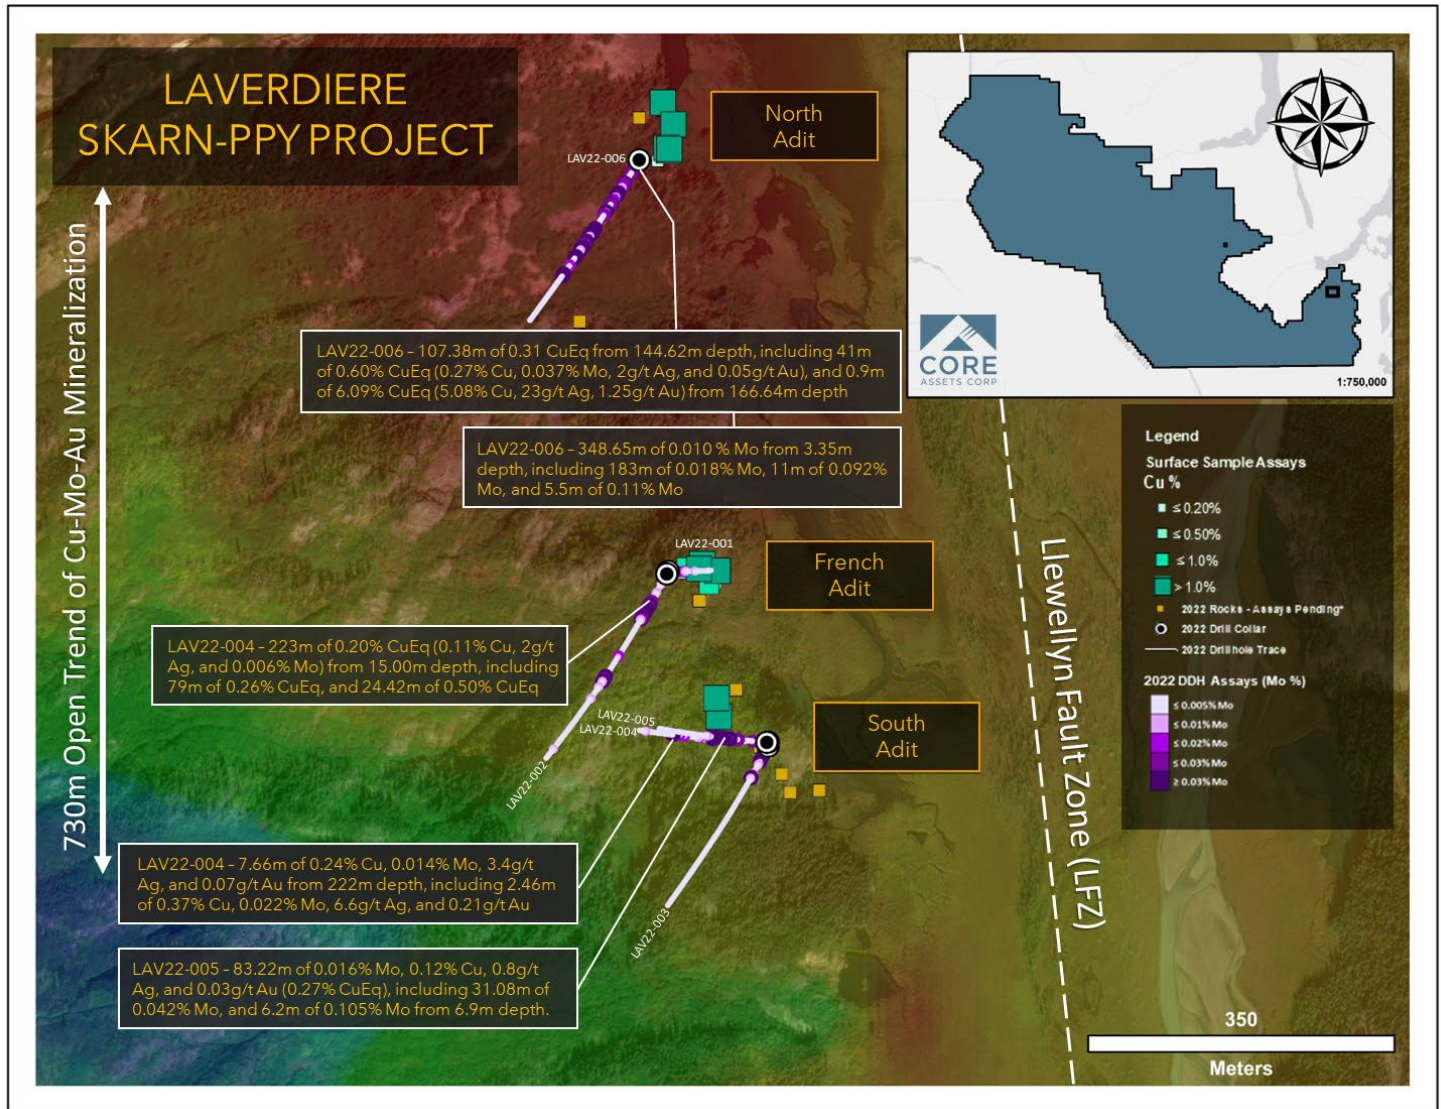 LAVERDIERE
SKARN-PPY PROJECT
North
Adit
LAV22-006
1:750,000
CORE
ASSETS CORP
730m Open Trend of Cu-Mo-Au Mineralization
LAV22-006 – 107.38m of 0.31 CuEq from 144.62m depth, including 41m
of 0.60% CuEq (0.27% Cu, 0.037% Mo, 2g/t Ag, and 0.05g/t Au), and 0.9m
of 6.09% CuEq (5.08% Cu, 23g/t Ag, 1.25g/t Au) from 166.64m depth
LAV22-006 – 348.65m of 0.010 % Mo from 3.35m
depth, including 183m of 0.018% Mo, 11m of 0.092%
Mo, and 5.5m of 0.11% Mo
LAV22-001
French
Adit
LAV22-004 – 223m of 0.20% CuEq (0.11% Cu, 2g/t
Ag, and 0.006% Mo) from 15.00m depth, including
79m of 0.26% CuEq, and 24.42m of 0.50% CuEq
LAV22-005
LAV22-004
South
Adit
LAV22-002
LAV22-003
LAV22-004 – 7.66m of 0.24% Cu, 0.014% Mo, 3.4g/t
Ag, and 0.07g/t Au from 222m depth, including 2.46m
of 0.37% Cu, 0.022% Mo, 6.6g/t Ag, and 0.21g/t Au
LAV22-005 – 83.22m of 0.016% Mo, 0.12% Cu, 0.8g/t
Ag, and 0.03g/t Au (0.27% CuEq), including 31.08m of
0.042% Mo, and 6.2m of 0.105% Mo from 6.9m depth.
Llewellyn Fault Zone (LFZ)
Legend
Surface Sample Assays
Cu %
≤ 0.20%
≤ 0.50%
≤ 1.0%
> 1.0%
2022 Rocks - Assays Pending*
2022 Drill Collar
2022 Drillhole Trace
2022 DDH Assays (Mo %)
≤ 0.005% Mo
≤ 0.01% Mo
≤ 0.02% Mo
≤ 0.03% Mo
≥ 0.03% Mo
350
Meters